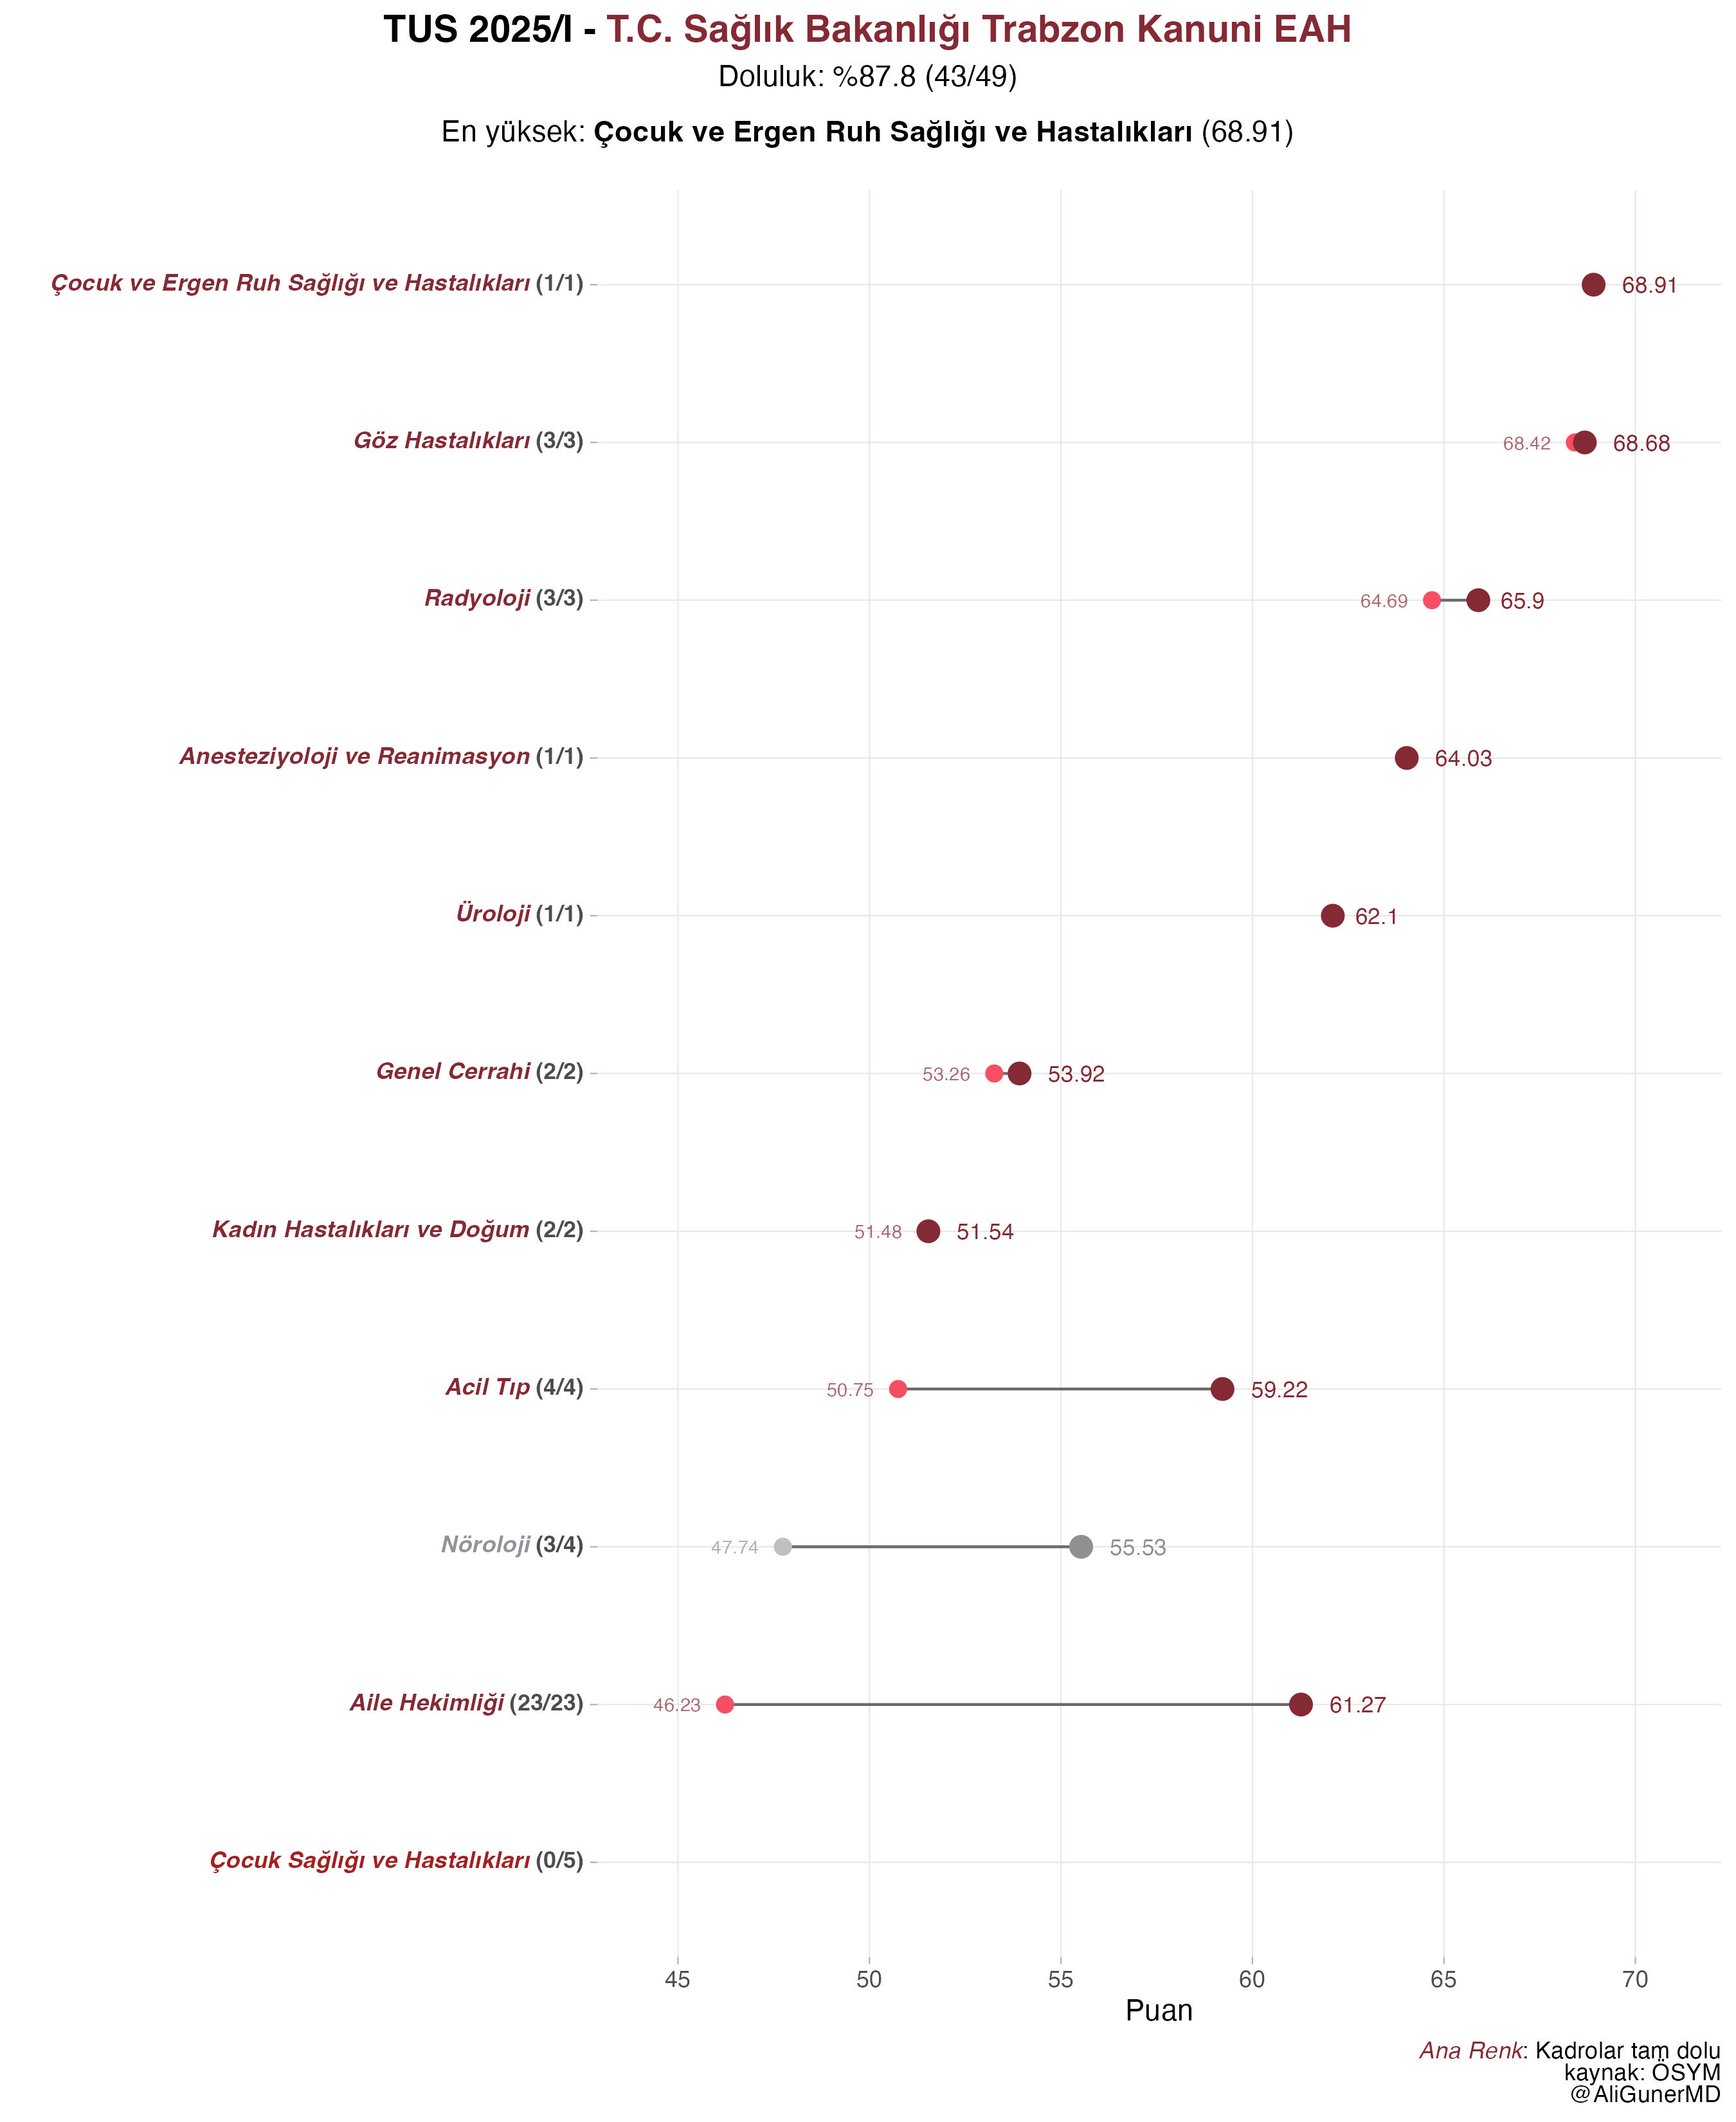 TUS 2025/I - T.C. Sağlık Bakanlığı Trabzon Kanuni EAH
Doluluk: %87.8 (43/49)
En yüksek: Çocuk ve Ergen Ruh Sağlığı ve Hastalıkları (68.91)
Çocuk ve Ergen Ruh Sağlığı ve Hastalıkları (1/1) 68.91
Göz Hastalıkları (3/3) 68.42 68.68
Radyoloji (3/3) 64.69 65.9
Anesteziyoloji ve Reanimasyon (1/1) 64.03
Üroloji (1/1) 62.1
Genel Cerrahi (2/2) 53.26 53.92
Kadın Hastalıkları ve Doğum (2/2) 51.48 51.54
Acil Tıp (4/4) 50.75 59.22
Nöroloji (3/4) 47.74 55.53
Aile Hekimliği (23/23) 46.23 61.27
Çocuk Sağlığı ve Hastalıkları (0/5)
45 50 55 60 65 70
Puan
Ana Renk: Kadrolar tam dolu
kaynak: ÖSYM
@AliGunerMD